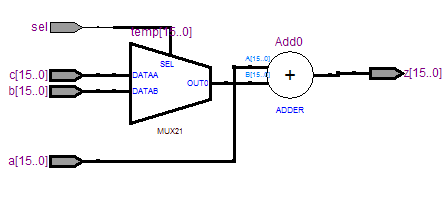 sel
temp[15..0]
SEL
c[15..0]
DATAA
b[15..0]
DATAB
OUT0
MUX21
Add0
A[15..0]
B[15..0]
+
ADDER
z[15..0]
a[15..0]